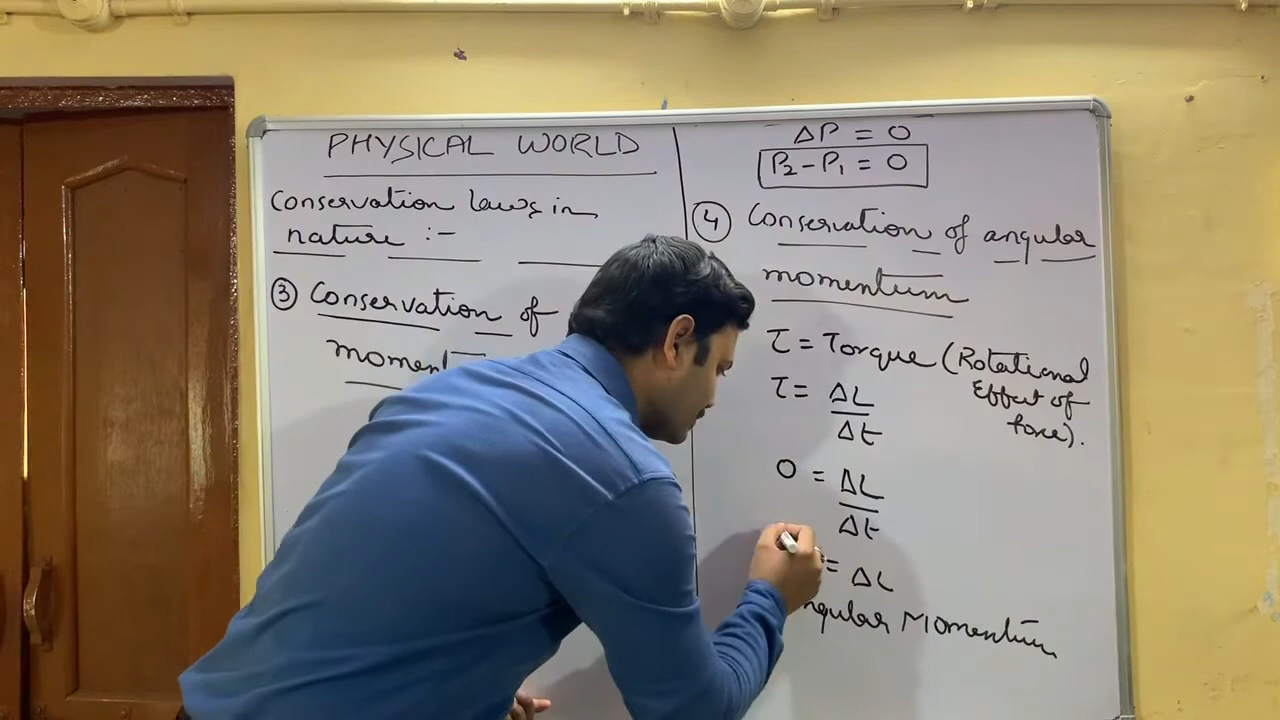 PHYSICAL WORLD
Conservation laws in
nature :-
③ Conservation of
ΔP = 0
P₂-P₁ = 0
④ Conservation of angular
momentum
τ = Torque (Rotational
Effect of
force).
τ = ΔL
Δt
0 = ΔL
Δt
= ΔL
Momentum